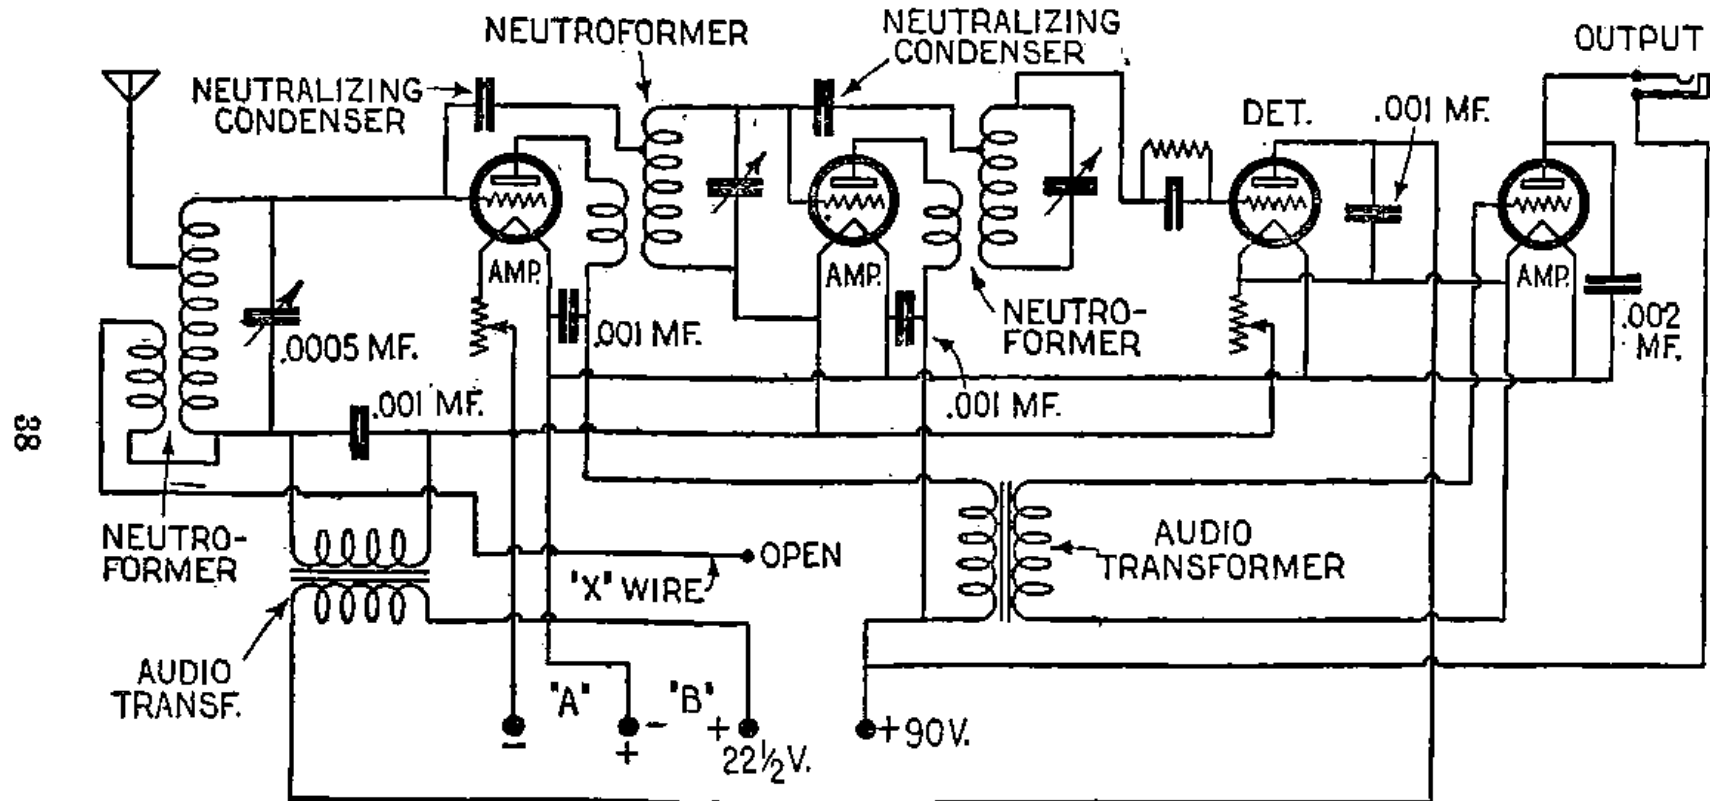 NEUTROFORMER
NEUTRALIZING
CONDENSER
OUTPUT
NEUTRALIZING
CONDENSER
DET.
.001 MF.
AMP.
AMP.
AMP.
.0005 MF.
.001 MF.
NEUTRO-
FORMER
.002
MF.
.001 MF.
.001 MF.
38
NEUTRO-
FORMER
"X" WIRE
OPEN
AUDIO
TRANSFORMER
AUDIO
TRANSF.
"A"
"B"
-
+
-
+
22½V.
+90V.